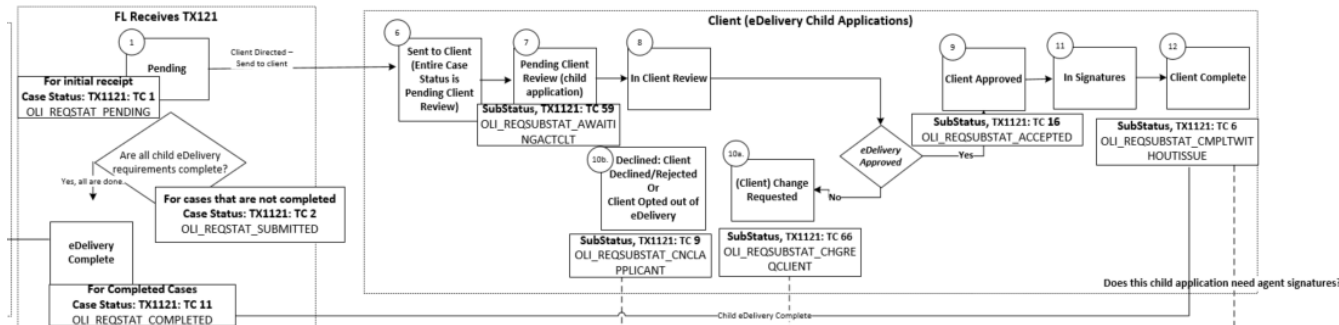 FL Receives TX121
1
Pending
For initial receipt
Case Status: TX1121: TC 1
OLI_REQSTAT_PENDING
Client Directed –
Send to client
Are all child eDelivery
requirements complete?
Yes, all are done
For cases that are not completed
Case Status: TX1121: TC 2
OLI_REQSTAT_SUBMITTED
eDelivery
Complete
For Completed Cases
Case Status: TX1121: TC 11
OLI_REQSTAT_COMPLETED
Client (eDelivery Child Applications)
6
Sent to Client
(Entire Case
Status is
Pending Client
Review)
7
Pending Client
Review (child
application)
SubStatus, TX1121: TC 59
OLI_REQSUBSTAT_AWAITI
NGACTCLT
8
In Client Review
eDelivery
Approved
Yes
No
9
Client Approved
SubStatus, TX1121: TC 16
OLI_REQSUBSTAT_ACCEPTED
11
In Signatures
12
Client Complete
SubStatus, TX1121: TC 6
OLI_REQSUBSTAT_CMPLTWIT
HOUTISSUE
10b.
Declined: Client
Declined/Rejected
Or
Client Opted out of
eDelivery
SubStatus, TX1121: TC 9
OLI_REQSUBSTAT_CNCLA
PPLICANT
10a.
(Client) Change
Requested
SubStatus, TX1121: TC 66
OLI_REQSUBSTAT_CHGRE
QCLIENT
Does this child application need agent signatures?
Child eDelivery Complete